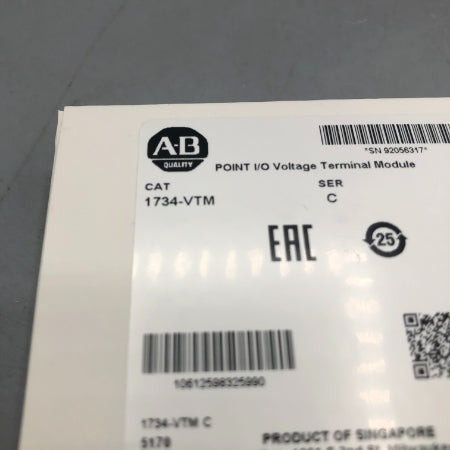 A-B
QUALITY
*SN 92056317*
POINT I/O Voltage Terminal Module
CAT
1734-VTM
SER
C
EAC
25
10612598325990
1734-VTM C
5170
PRODUCT OF SINGAPORE